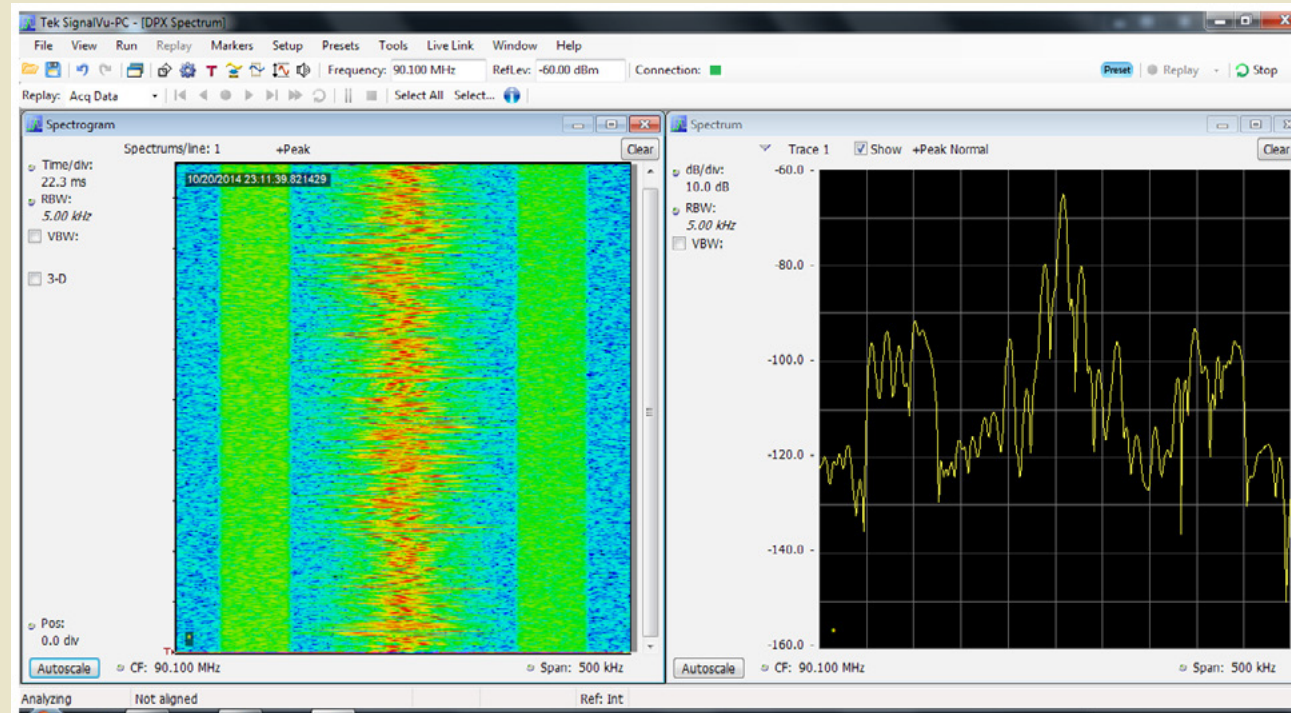 Tek SignalVu-PC - [DPX Spectrum]
File View Run Replay Markers Setup Presets Tools Live Link Window Help
T Frequency: 90.100 MHz RefLev: -60.00 dBm Connection: Preset Replay Stop
Replay: Acq Data Select All Select...
Spectrogram
Spectrums/line: 1 +Peak Clear
Time/div:
22.3 ms
RBW:
5.00 kHz
VBW:
3-D
10/20/2014 23:11:39.821429
Pos:
0.0 div
T
Autoscale CF: 90.100 MHz Span: 500 kHz
Spectrum
Trace 1 Show +Peak Normal Clear
dB/div:
10.0 dB
RBW:
5.00 kHz
VBW:
-60.0
-80.0
-100.0
-120.0
-140.0
-160.0
Autoscale CF: 90.100 MHz Span: 500 kHz
Analyzing Not aligned Ref: Int